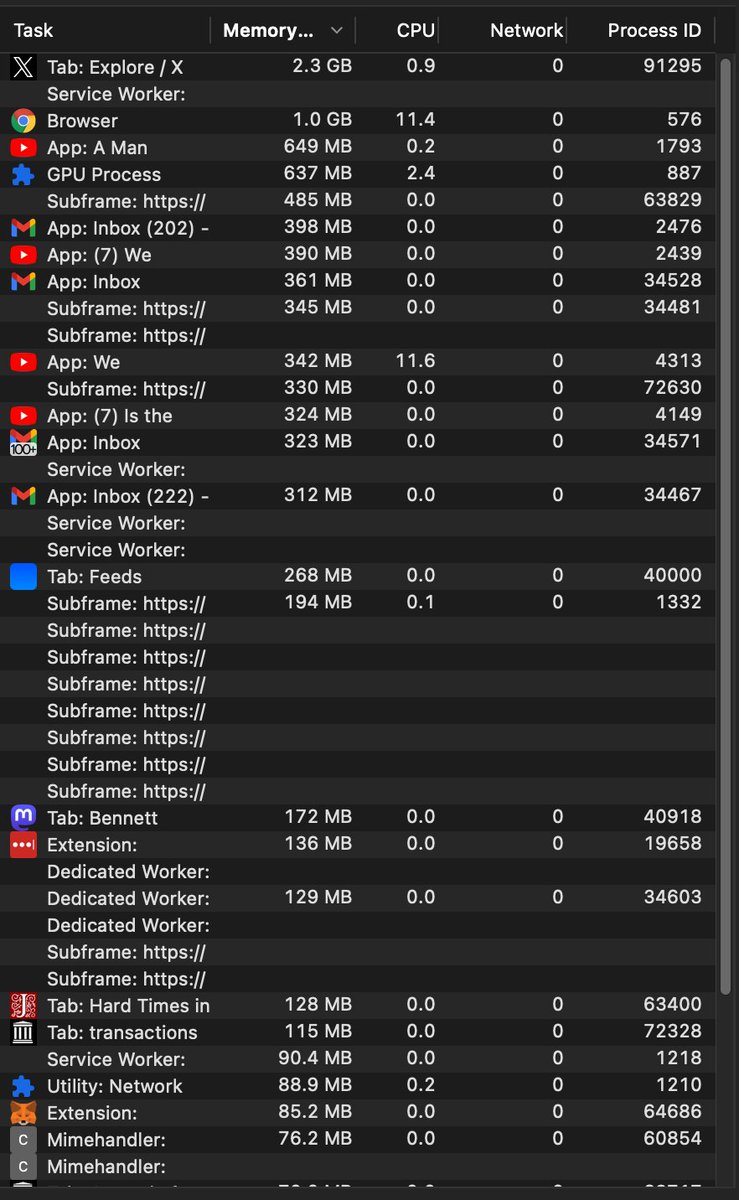 Task Memory... CPU Network Process ID
Tab: Explore / X 2.3 GB 0.9 0 91295
Service Worker:
Browser 1.0 GB 11.4 0 576
App: A Man 649 MB 0.2 0 1793
GPU Process 637 MB 2.4 0 887
Subframe: https:// 485 MB 0.0 0 63829
App: Inbox (202) - 398 MB 0.0 0 2476
App: (7) We 390 MB 0.0 0 2439
App: Inbox 361 MB 0.0 0 34528
Subframe: https:// 345 MB 0.0 0 34481
Subframe: https://
App: We 342 MB 11.6 0 4313
Subframe: https:// 330 MB 0.0 0 72630
App: (7) Is the 324 MB 0.0 0 4149
100+ App: Inbox 323 MB 0.0 0 34571
Service Worker:
App: Inbox (222) - 312 MB 0.0 0 34467
Service Worker:
Service Worker:
Tab: Feeds 268 MB 0.0 0 40000
Subframe: https:// 194 MB 0.1 0 1332
Subframe: https://
Subframe: https://
Subframe: https://
Subframe: https://
Subframe: https://
Subframe: https://
Subframe: https://
Tab: Bennett 172 MB 0.0 0 40918
Extension: 136 MB 0.0 0 19658
Dedicated Worker:
Dedicated Worker: 129 MB 0.0 0 34603
Dedicated Worker:
Subframe: https://
Subframe: https://
J Tab: Hard Times in 128 MB 0.0 0 63400
Tab: transactions 115 MB 0.0 0 72328
Service Worker: 90.4 MB 0.0 0 1218
Utility: Network 88.9 MB 0.2 0 1210
Extension: 85.2 MB 0.0 0 64686
C Mimehandler: 76.2 MB 0.0 0 60854
C Mimehandler: